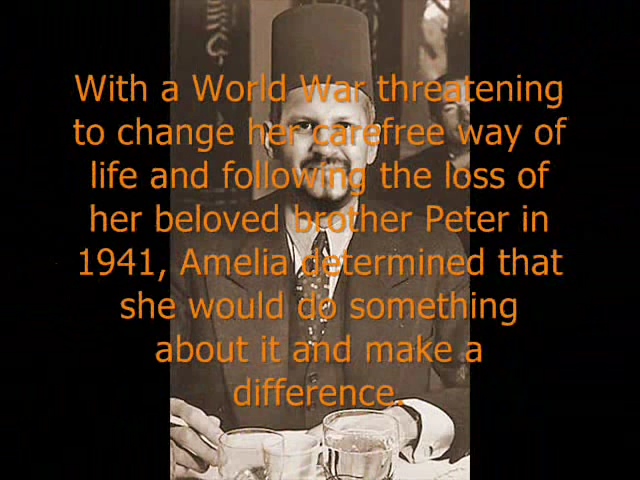 With a World War threatening
to change her carefree way of
life and following the loss of
her beloved brother Peter in
1941, Amelia determined that
she would do something
about it and make a
difference.